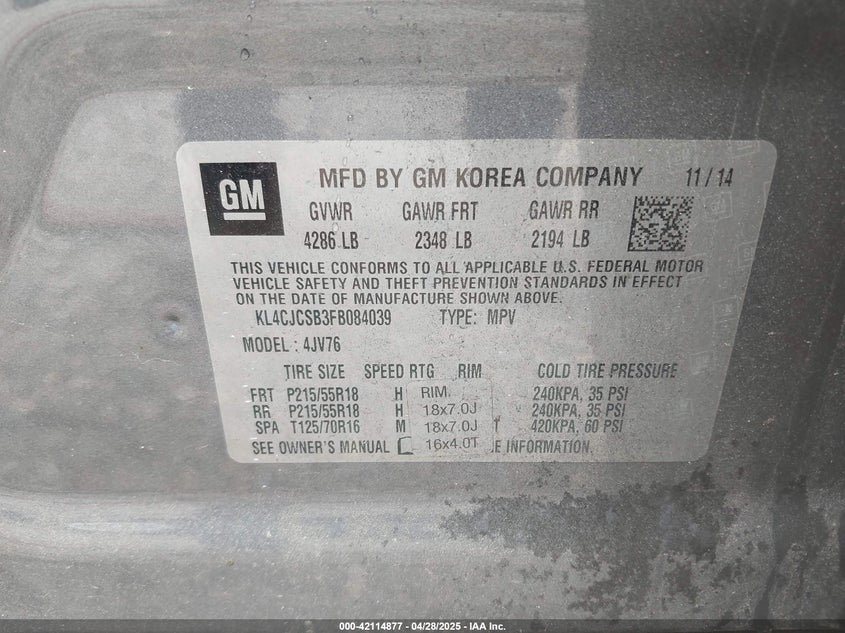 GM
MFD BY GM KOREA COMPANY 11/14
GVWR GAWR FRT GAWR RR
4286 LB 2348 LB 2194 LB
THIS VEHICLE CONFORMS TO ALL APPLICABLE U.S. FEDERAL MOTOR
VEHICLE SAFETY AND THEFT PREVENTION STANDARDS IN EFFECT
ON THE DATE OF MANUFACTURE SHOWN ABOVE.
KL4CJCSB3FB084039 TYPE: MPV
MODEL: 4JV76
TIRE SIZE SPEED RTG RIM COLD TIRE PRESSURE
FRT P215/55R18 H RIM 240KPA, 35 PSI
RR P215/55R18 H 18x7.0J 240KPA, 35 PSI
SPA T125/70R16 M 18x7.0J T 420KPA, 60 PSI
SEE OWNER'S MANUAL 16x4.0T E INFORMATION.
000-42114877 | 04/28/2025 - IAA Inc.